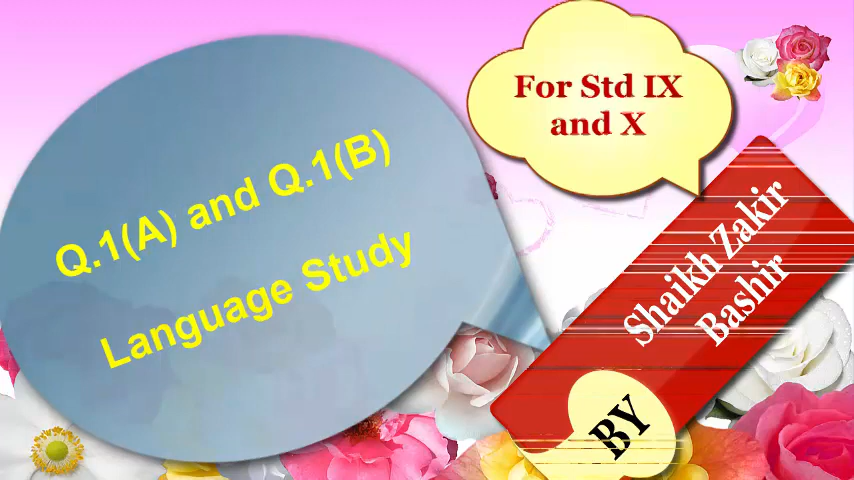 Q.1(A) and Q.1(B)
Language Study
For Std IX
and X
BY
Shaikh Zakir
Bashir